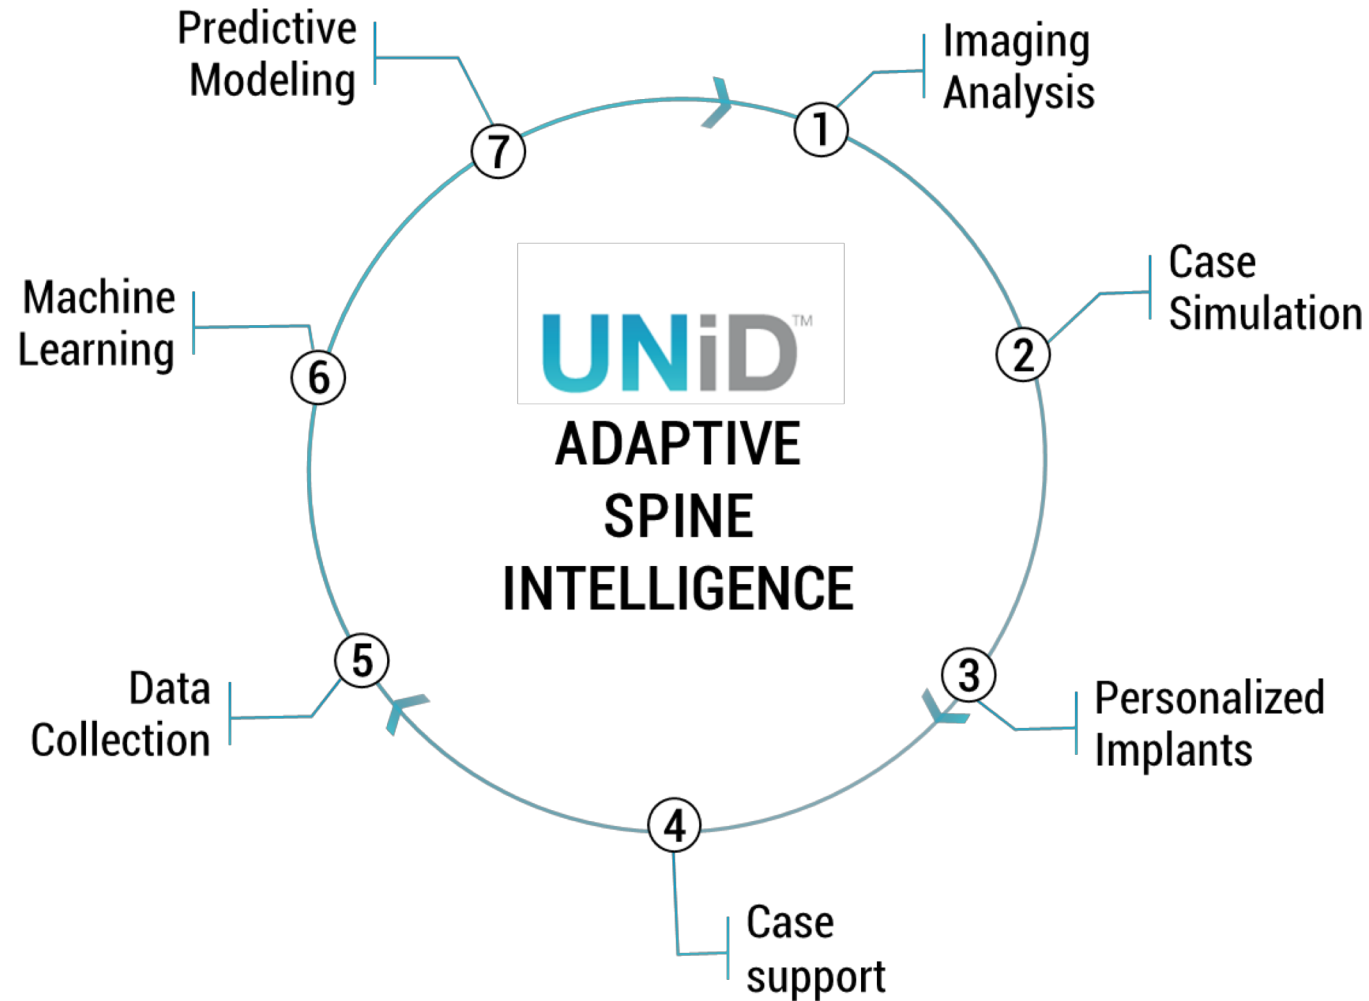 Predictive
Modeling
7
1
Imaging
Analysis
2
Case
Simulation
3
Personalized
Implants
4
Case
support
5
Data
Collection
6
Machine
Learning
UNiD™
ADAPTIVE
SPINE
INTELLIGENCE